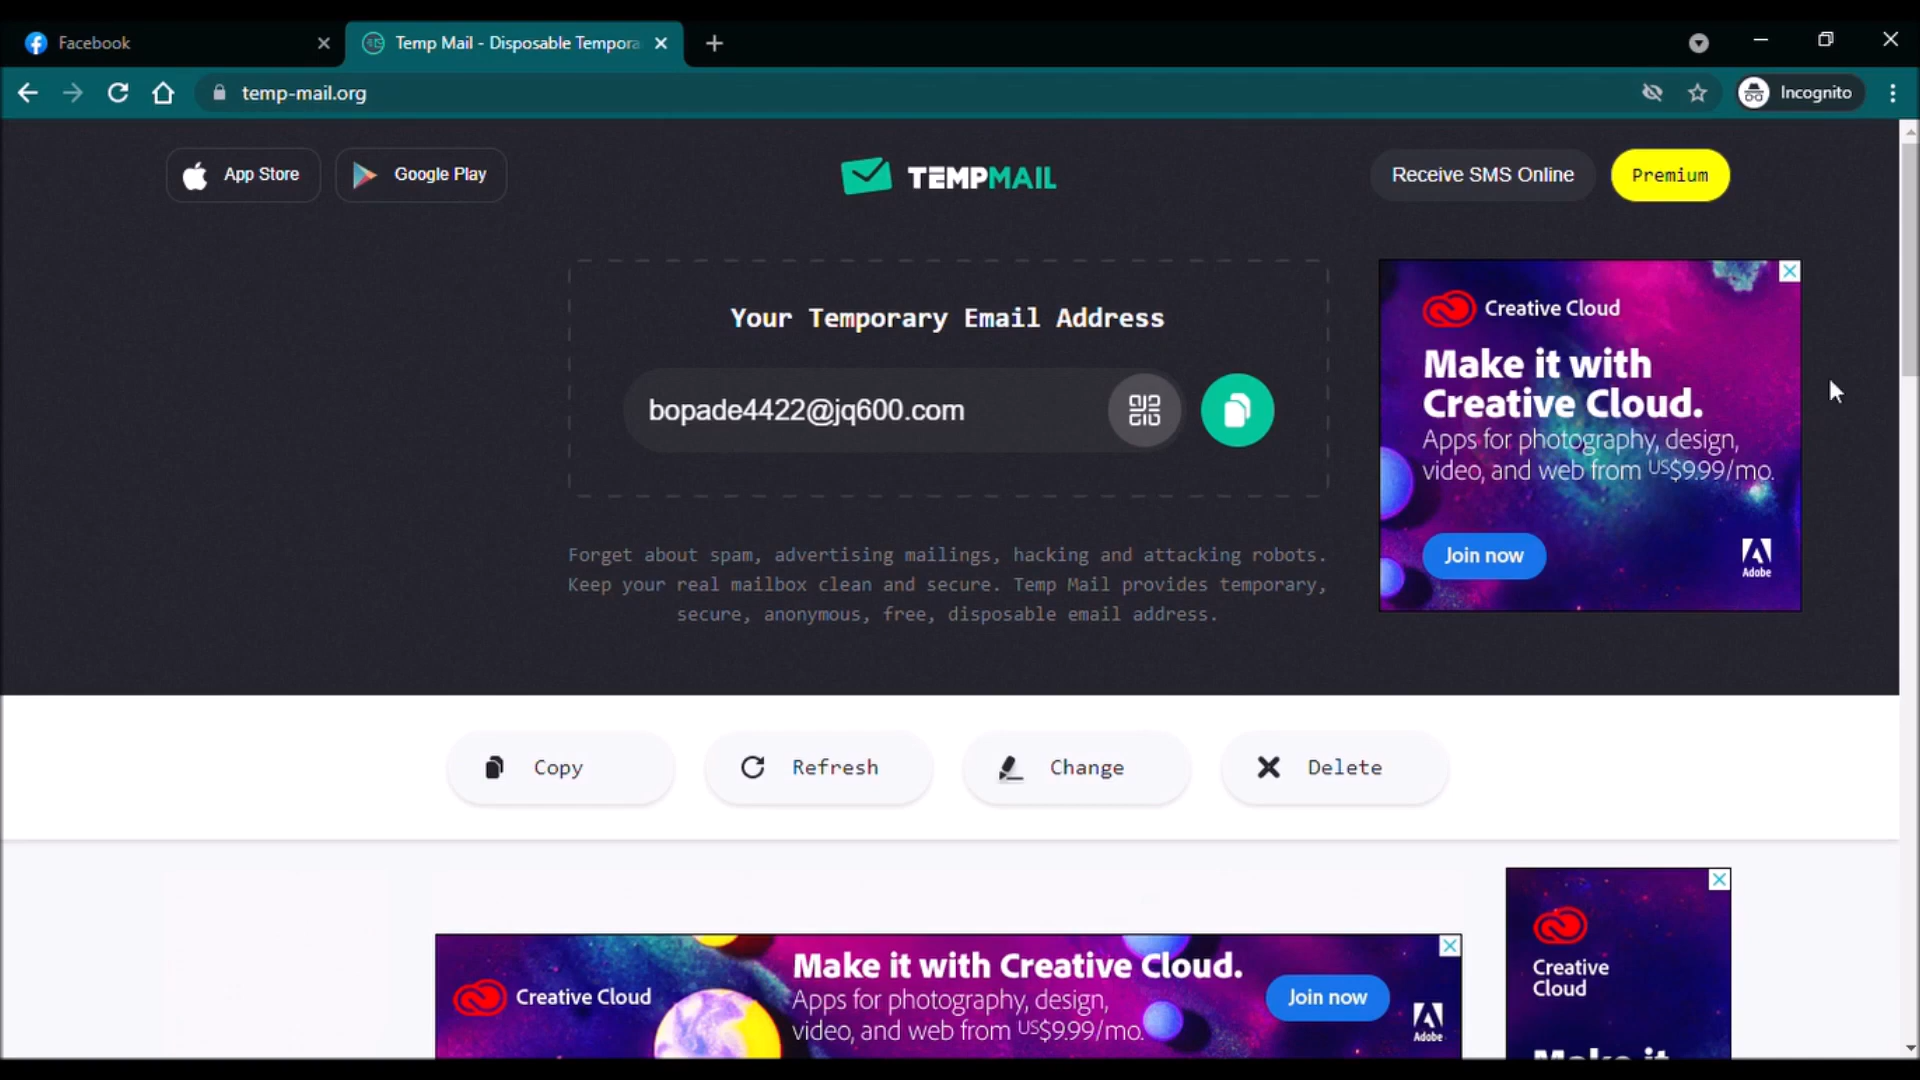 Facebook
Temp Mail - Disposable Tempora
temp-mail.org
Incognito
App Store
Google Play
TEMPMAIL
Receive SMS Online
Premium
Your Temporary Email Address
bopade4422@jq600.com
Forget about spam, advertising mailings, hacking and attacking robots.
Keep your real mailbox clean and secure. Temp Mail provides temporary,
secure, anonymous, free, disposable email address.
Creative Cloud
Make it with
Creative Cloud.
Apps for photography, design,
video, and web from US$9.99/mo.
Join now
Adobe
Copy
Refresh
Change
Delete
Creative Cloud
Make it with Creative Cloud.
Apps for photography, design,
video, and web from US$9.99/mo.
Join now
Adobe
Creative
Cloud
Make it